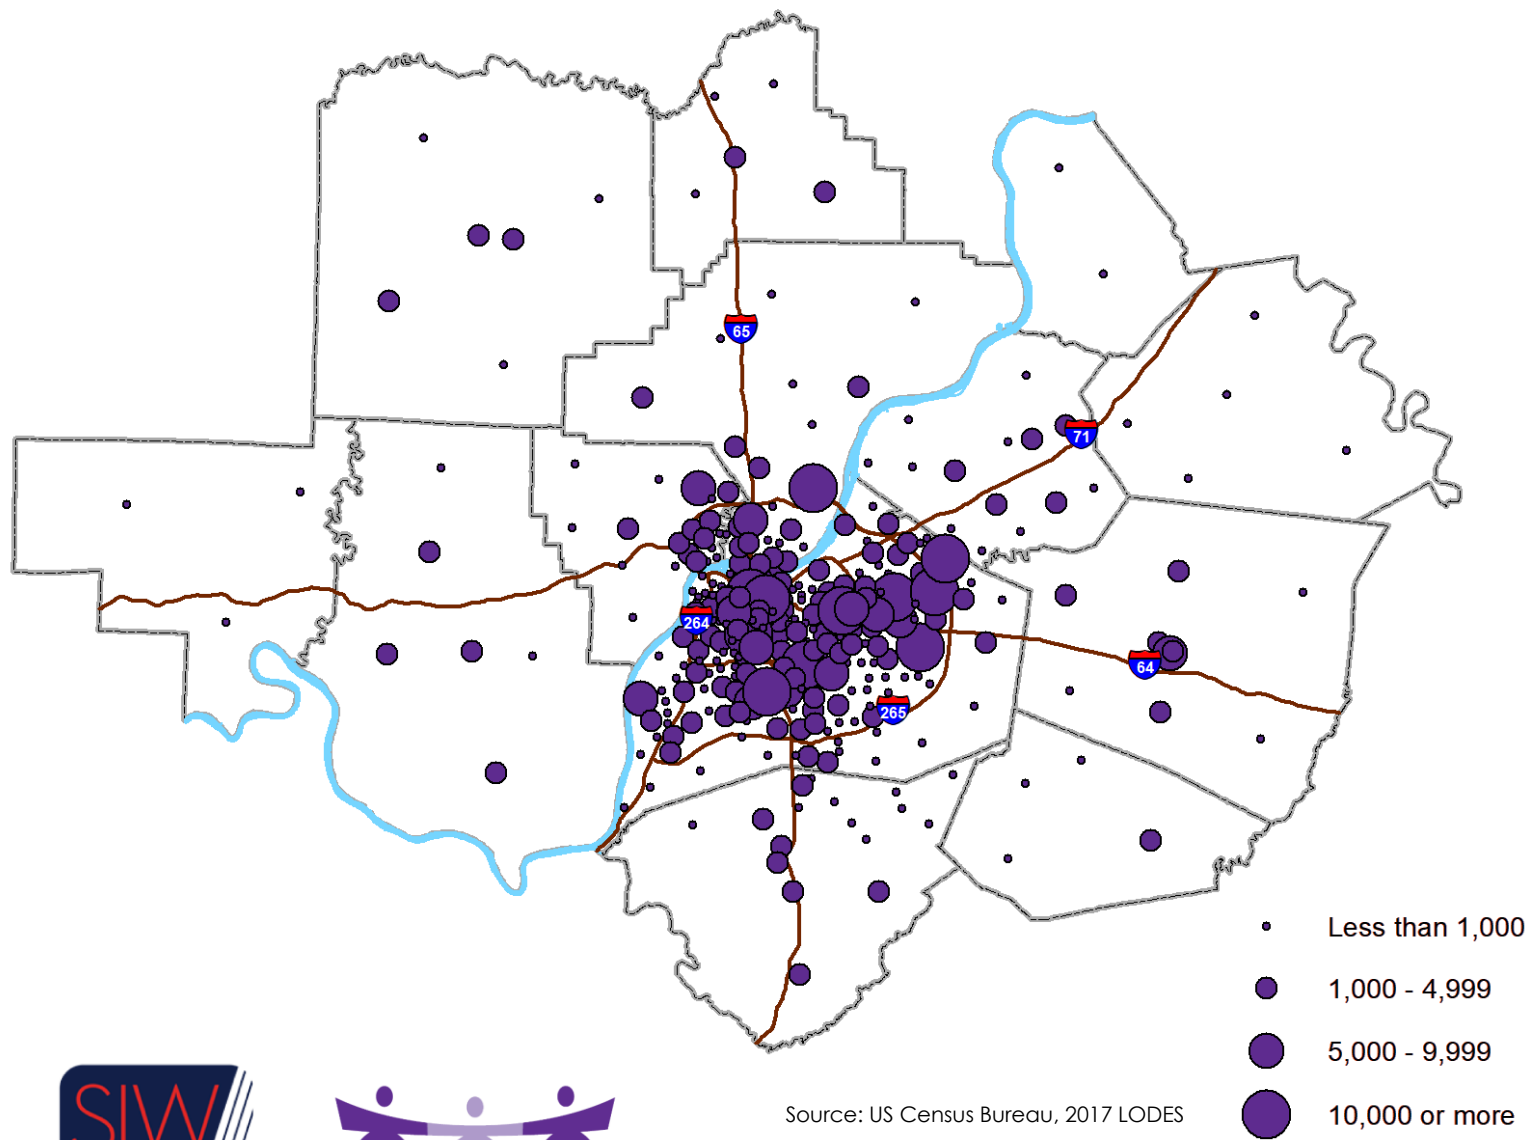 65
71
264
64
265
Less than 1,000
1,000 - 4,999
5,000 - 9,999
10,000 or more
Source: US Census Bureau, 2017 LODES
SIW